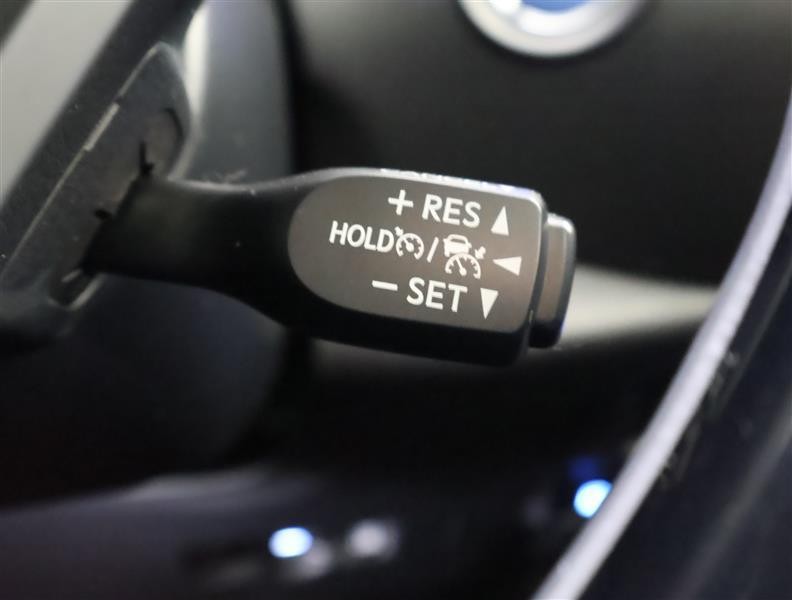 + RES ▲
HOLD / ◀
− SET ▼